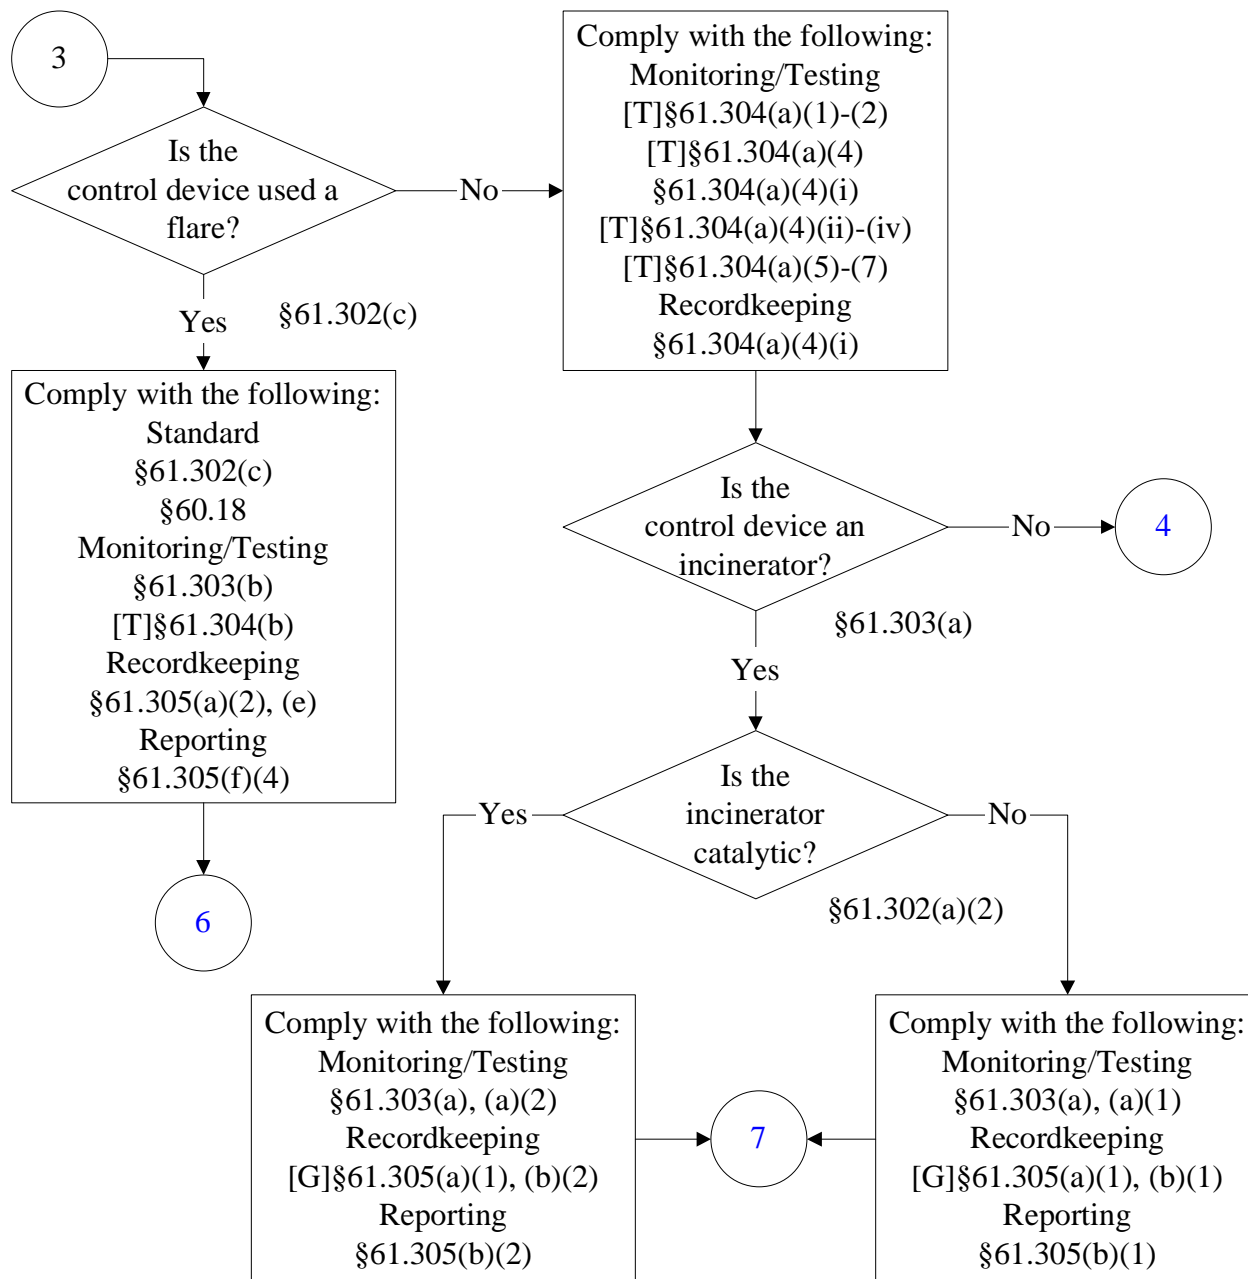 3
Is the
control device used a
flare?
No
Yes
§61.302(c)
Comply with the following:
Monitoring/Testing
[T]§61.304(a)(1)-(2)
[T]§61.304(a)(4)
§61.304(a)(4)(i)
[T]§61.304(a)(4)(ii)-(iv)
[T]§61.304(a)(5)-(7)
Recordkeeping
§61.304(a)(4)(i)
Comply with the following:
Standard
§61.302(c)
§60.18
Monitoring/Testing
§61.303(b)
[T]§61.304(b)
Recordkeeping
§61.305(a)(2), (e)
Reporting
§61.305(f)(4)
6
Is the
control device an
incinerator?
No
4
§61.303(a)
Yes
Is the
incinerator
catalytic?
Yes
No
§61.302(a)(2)
Comply with the following:
Monitoring/Testing
§61.303(a), (a)(2)
Recordkeeping
[G]§61.305(a)(1), (b)(2)
Reporting
§61.305(b)(2)
7
Comply with the following:
Monitoring/Testing
§61.303(a), (a)(1)
Recordkeeping
[G]§61.305(a)(1), (b)(1)
Reporting
§61.305(b)(1)